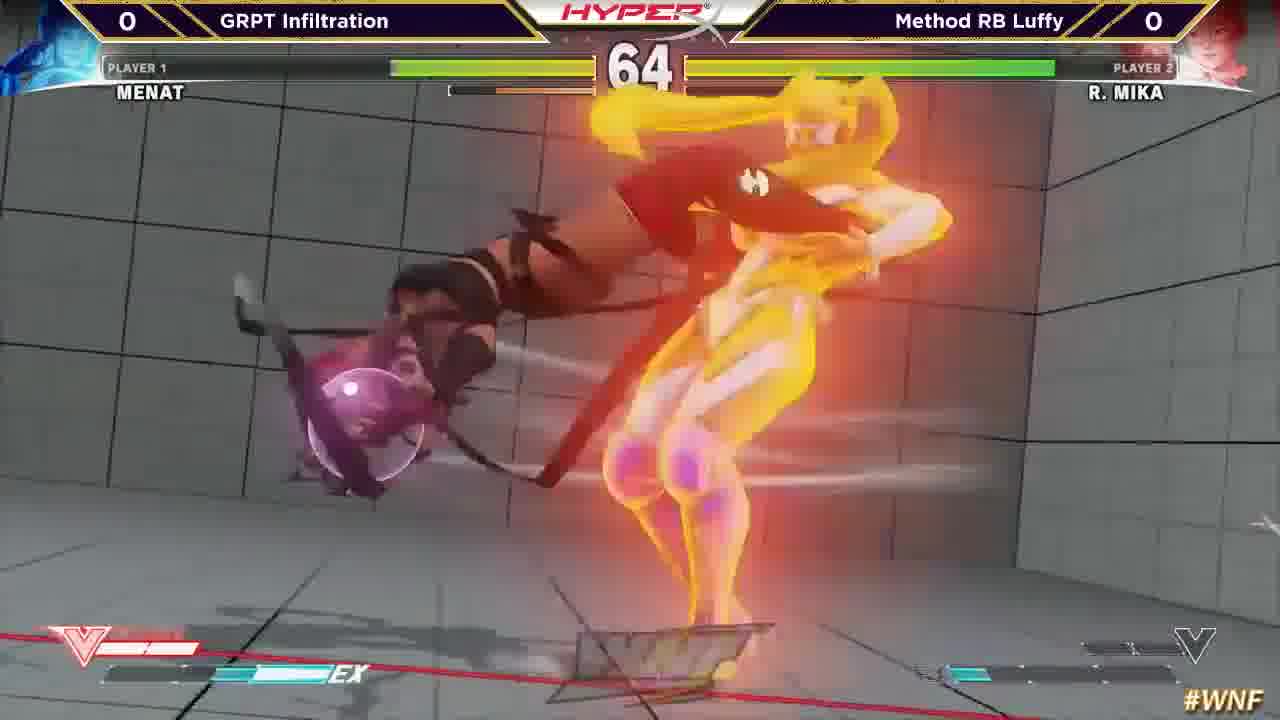 0 GRPT Infiltration HYPERX Method RB Luffy 0
PLAYER 1 64 PLAYER 2
MENAT R. MIKA
V V
EX
#WNF